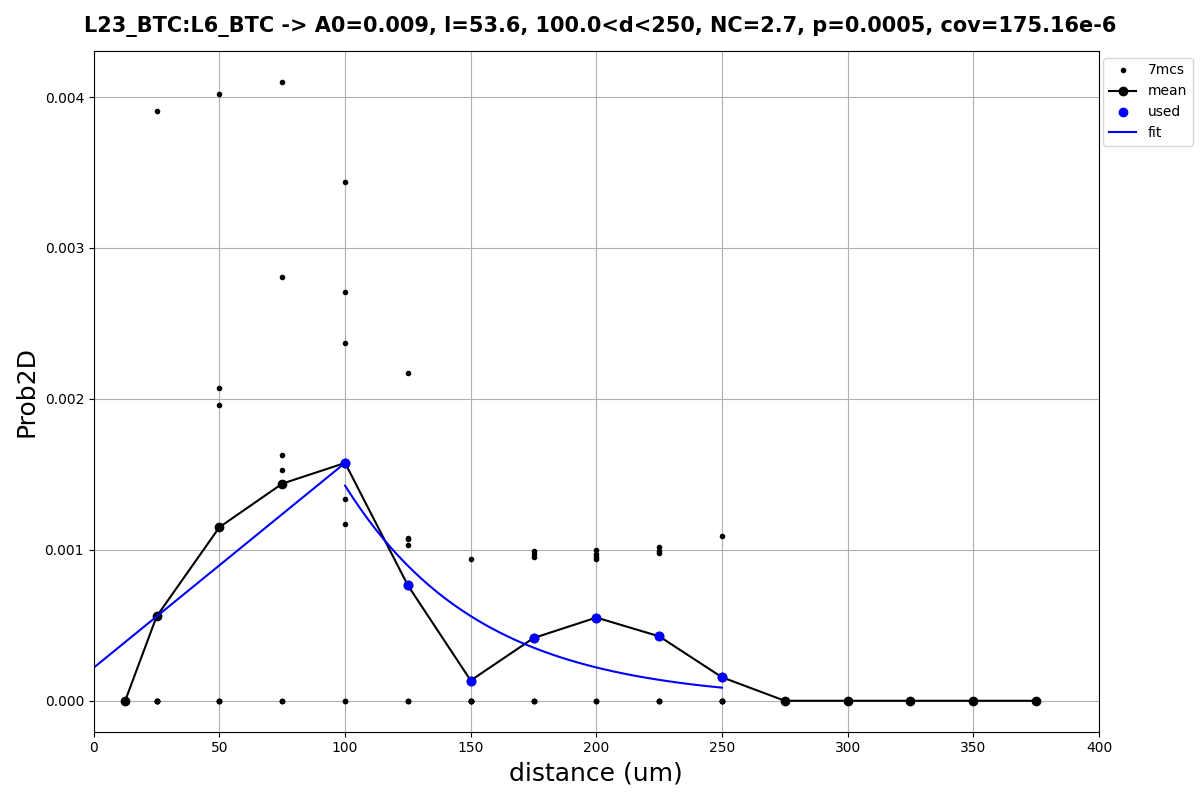 L23_BTC:L6_BTC -> A0=0.009, l=53.6, 100.0<d<250, NC=2.7, p=0.0005, cov=175.16e-6
7mcs
mean
used
fit
0.004
0.003
0.002
0.001
0.000
Prob2D
0
50
100
150
200
250
300
350
400
distance (um)